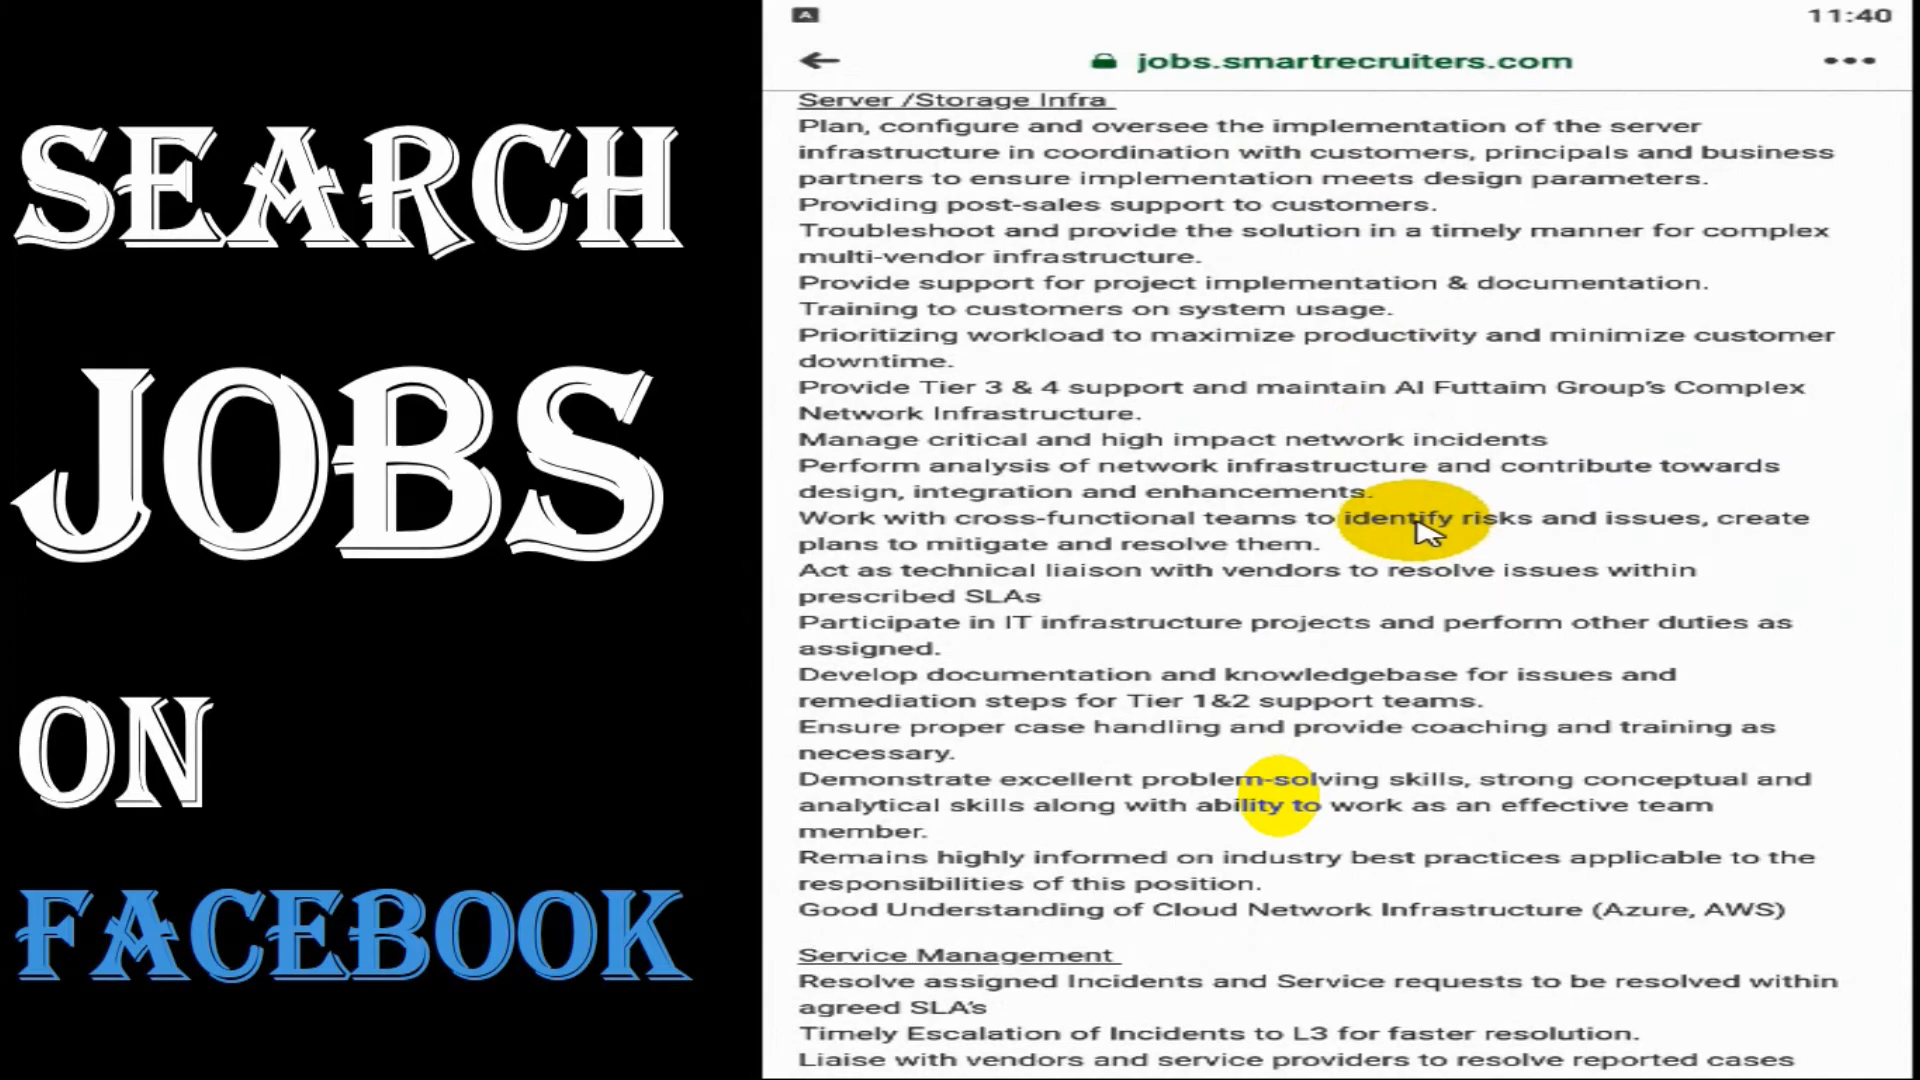 SEARCH
JOBS
ON
FACEBOOK
A
11:40
jobs.smartrecruiters.com
Server /Storage Infra
Plan, configure and oversee the implementation of the server
infrastructure in coordination with customers, principals and business
partners to ensure implementation meets design parameters.
Providing post-sales support to customers.
Troubleshoot and provide the solution in a timely manner for complex
multi-vendor infrastructure.
Provide support for project implementation & documentation.
Training to customers on system usage.
Prioritizing workload to maximize productivity and minimize customer
downtime.
Provide Tier 3 & 4 support and maintain Al Futtaim Group's Complex
Network Infrastructure.
Manage critical and high impact network incidents
Perform analysis of network infrastructure and contribute towards
design, integration and enhancements.
Work with cross-functional teams to identify risks and issues, create
plans to mitigate and resolve them.
Act as technical liaison with vendors to resolve issues within
prescribed SLAs
Participate in IT infrastructure projects and perform other duties as
assigned.
Develop documentation and knowledgebase for issues and
remediation steps for Tier 1&2 support teams.
Ensure proper case handling and provide coaching and training as
necessary.
Demonstrate excellent problem-solving skills, strong conceptual and
analytical skills along with ability to work as an effective team
member.
Remains highly informed on industry best practices applicable to the
responsibilities of this position.
Good Understanding of Cloud Network Infrastructure (Azure, AWS)
Service Management
Resolve assigned Incidents and Service requests to be resolved within
agreed SLA's
Timely Escalation of Incidents to L3 for faster resolution.
Liaise with vendors and service providers to resolve reported cases